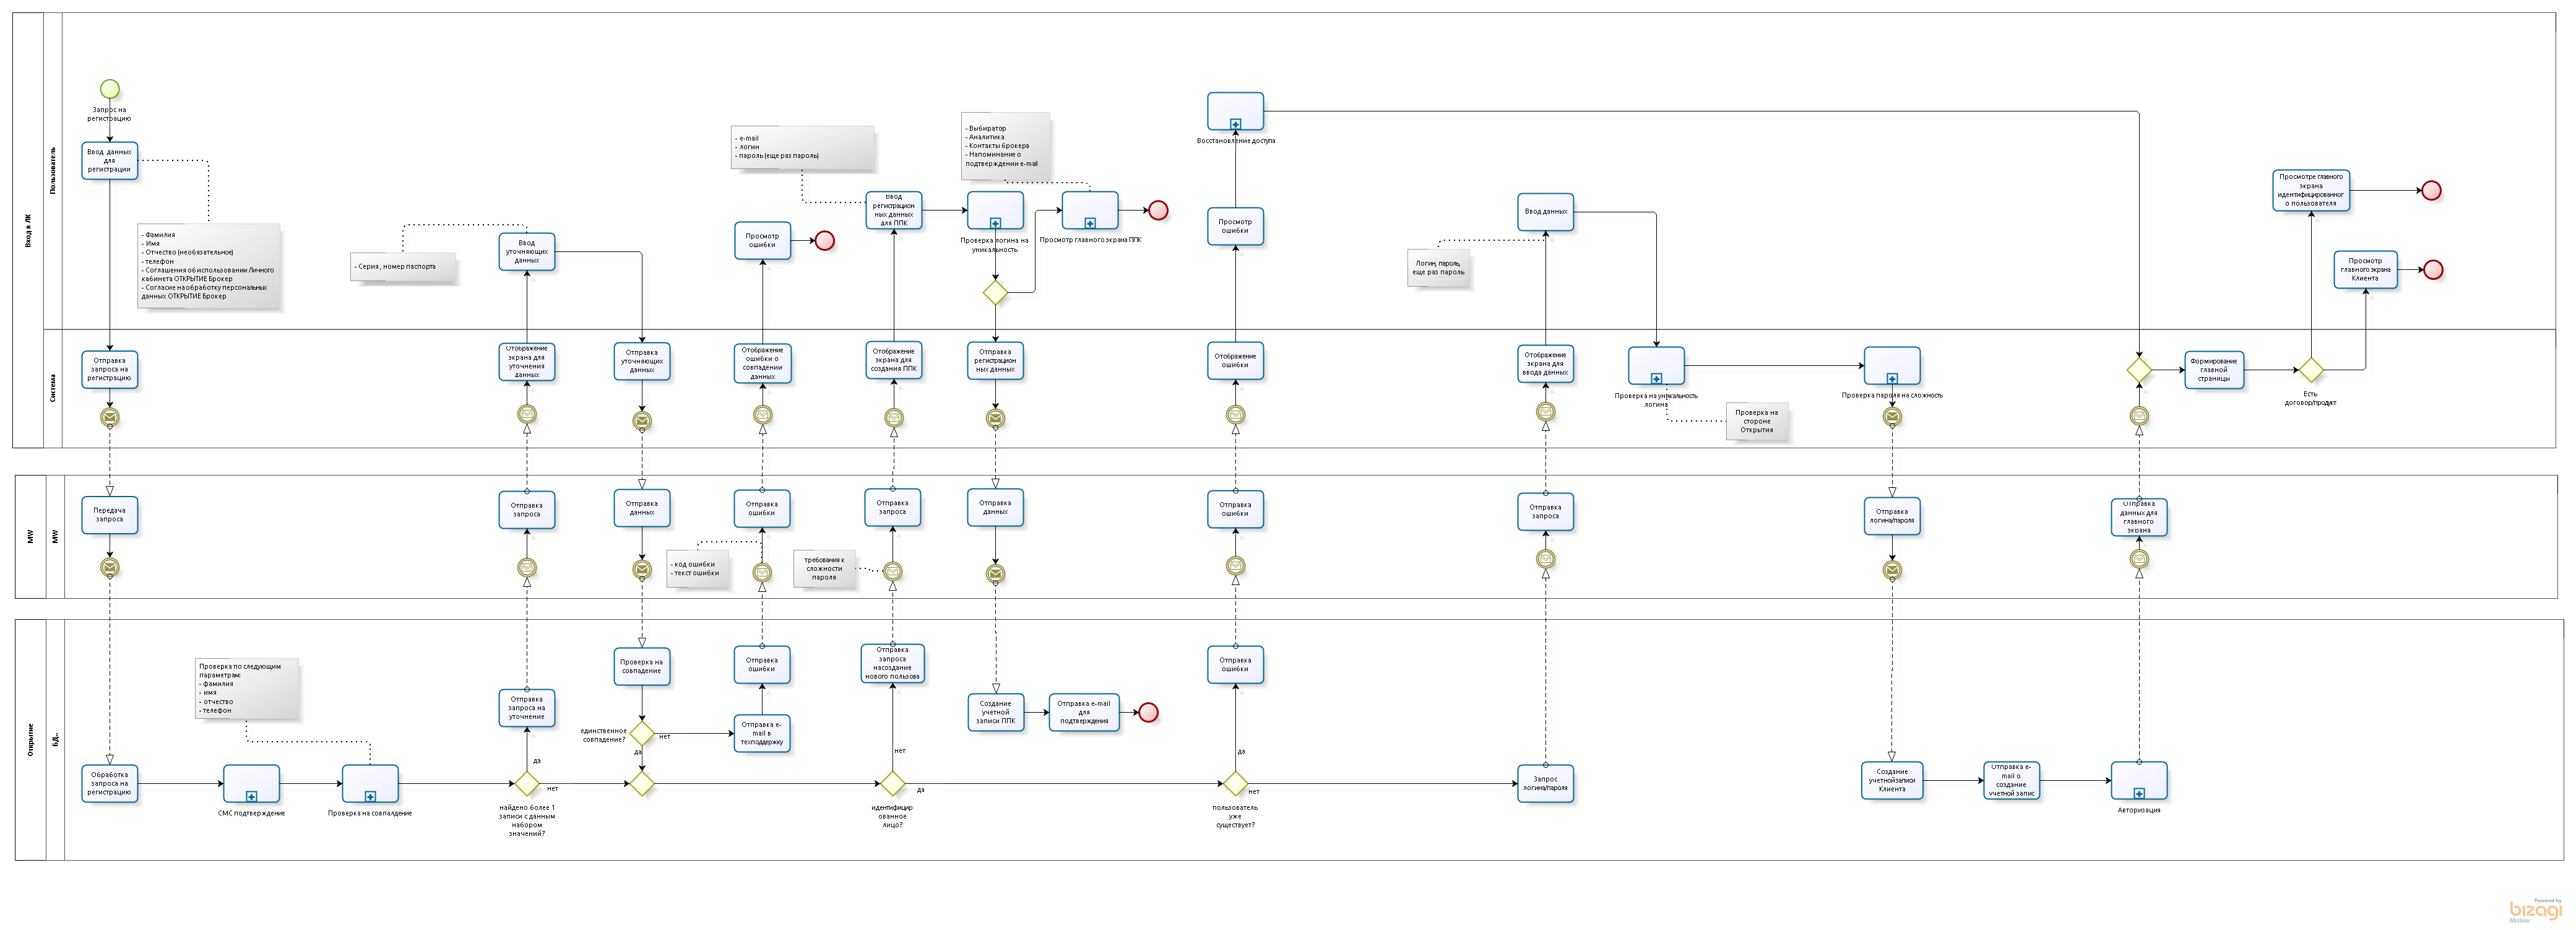 Вход в ЛК
Пользователь
Запрос на
регистрацию
Ввод данных
для
регистрации
- Фамилия
- Имя
- Отчество (необязательное)
- телефон
- Соглашения об использовании Личного
кабинета ОТКРЫТИЕ Брокер
- Согласие на обработку персональных
данных ОТКРЫТИЕ Брокер
- Серия , номер паспорта
Ввод
уточняющих
данных
- e-mail
- логин
- пароль (еще раз пароль)
Просмотр
ошибки
Ввод
регистрацион
ных данных
для ППК
- Выбиратор
- Аналитика
- Контакты брокера
- Напоминание о
подтверждении e-mail
Проверка логина на
уникальность
Просмотр главного экрана ППК
Восстановление доступа
Просмотр
ошибки
Логин, пароль,
еще раз пароль
Ввод данных
Просмотре главного
экрана
идентифицированног
о пользователя
Просмотр
главного экрана
Клиента
Система
Отправка
запроса на
регистрацию
Отображение
экрана для
уточнения
данных
Отправка
уточняющих
данных
Отображение
ошибки о
совпадении
данных
Отображение
экрана для
создания ППК
Отправка
регистрацион
ных данных
Отображение
ошибки
Отображение
экрана для
ввода данных
Проверка на уникальность
логина
Проверка на
стороне
Открытия
Проверка пароля на сложность
Формирование
главной
страницы
Есть
договор/продукт
MW
MW
Передача
запроса
Отправка
запроса
Отправка
данных
- код ошибки
- текст ошибки
Отправка
ошибки
требования к
сложности
пароля
Отправка
запроса
Отправка
данных
Отправка
ошибки
Отправка
запроса
Отправка
логина/пароля
Отправка
данных для
главного
экрана
Открытие
БД..
Обработка
запроса на
регистрацию
Проверка по следующим
параметрам:
- фамилия
- имя
- отчество
- телефон
СМС подтверждение
Проверка на совпалдение
Отправка
запроса на
уточнение
да
нет
найдено более 1
записи с данным
набором
значений?
Проверка на
совпадение
единственное
совпадение?
нет
да
Отправка
ошибки
Отправка e-
mail в
техподдержку
Отправка
запроса
насоздание
нового пользова
нет
да
идентифицир
ованное
лицо?
Создание
учетной
записи ППК
Отправка e-mail
для
подтверждения
Отправка
ошибки
да
нет
пользователь
уже
существует?
Запрос
логина/пароля
Создание
учетной записи
Клиента
Отправка e-
mail о
создание
учетной запис
Авторизация
Powered by
bizagi
Modeler